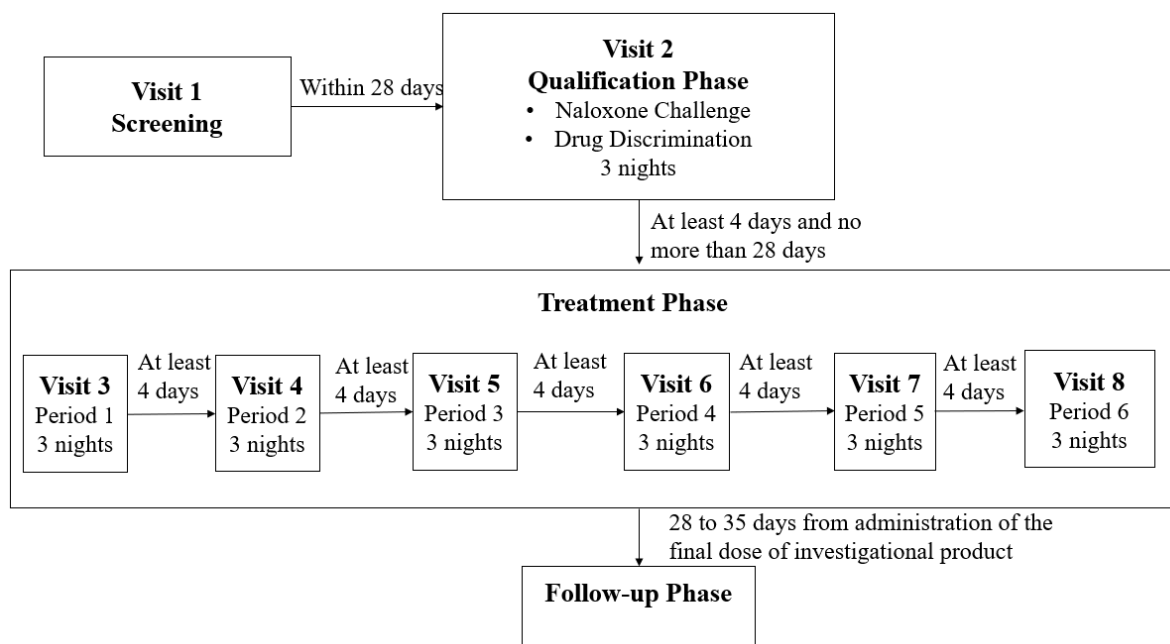 Visit 1
Screening
Within 28 days
Visit 2
Qualification Phase
• Naloxone Challenge
• Drug Discrimination
3 nights
At least 4 days and no
more than 28 days
Treatment Phase
Visit 3
Period 1
3 nights
At least
4 days
Visit 4
Period 2
3 nights
At least
4 days
Visit 5
Period 3
3 nights
At least
4 days
Visit 6
Period 4
3 nights
At least
4 days
Visit 7
Period 5
3 nights
At least
4 days
Visit 8
Period 6
3 nights
28 to 35 days from administration of the
final dose of investigational product
Follow-up Phase